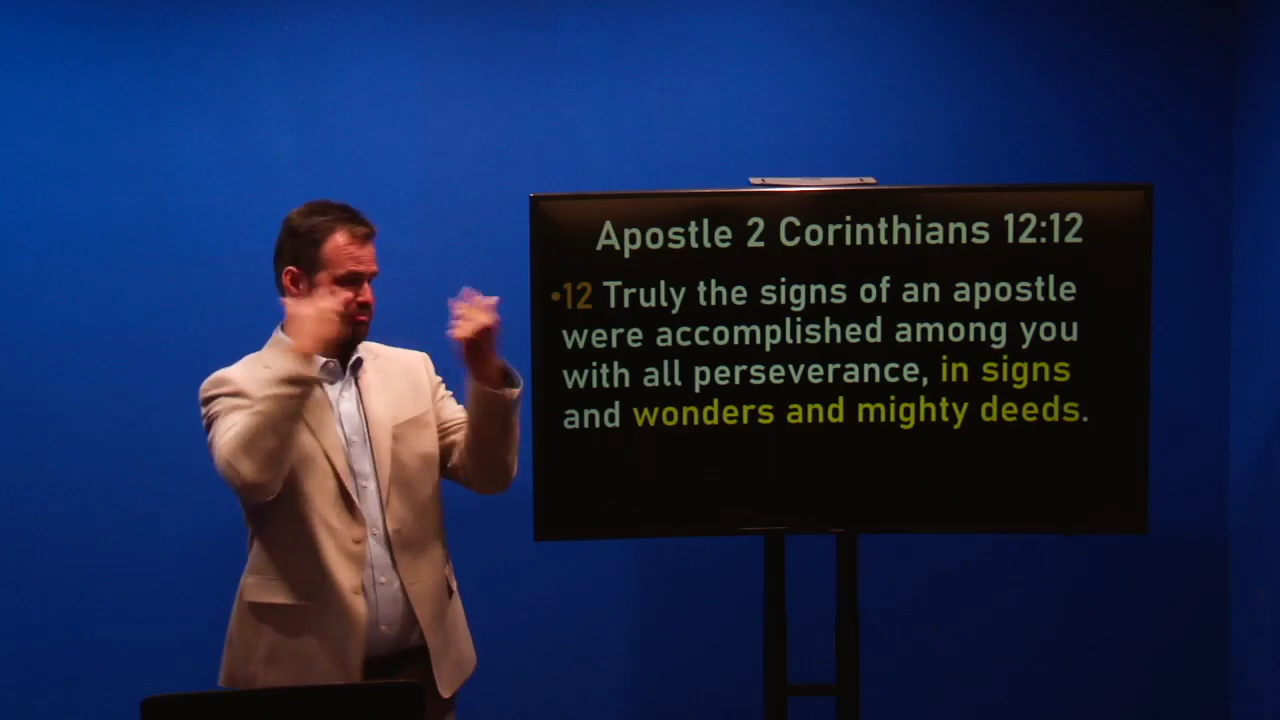 Apostle 2 Corinthians 12:12
•12 Truly the signs of an apostle
were accomplished among you
with all perseverance, in signs
and wonders and mighty deeds.